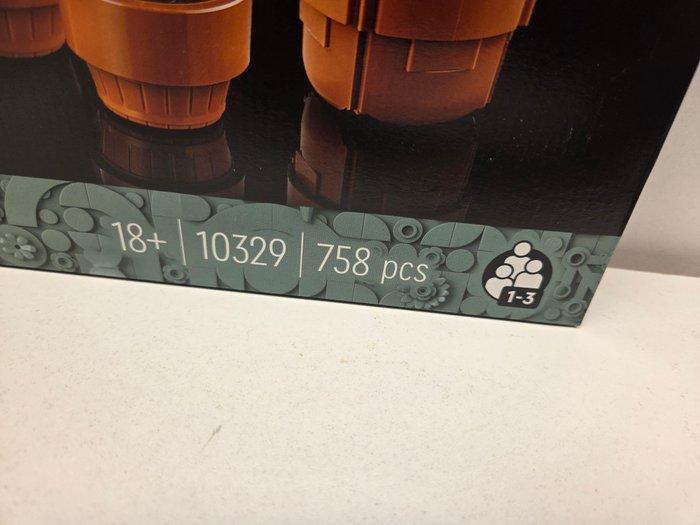 18+ | 10329 | 758 pcs
1-3